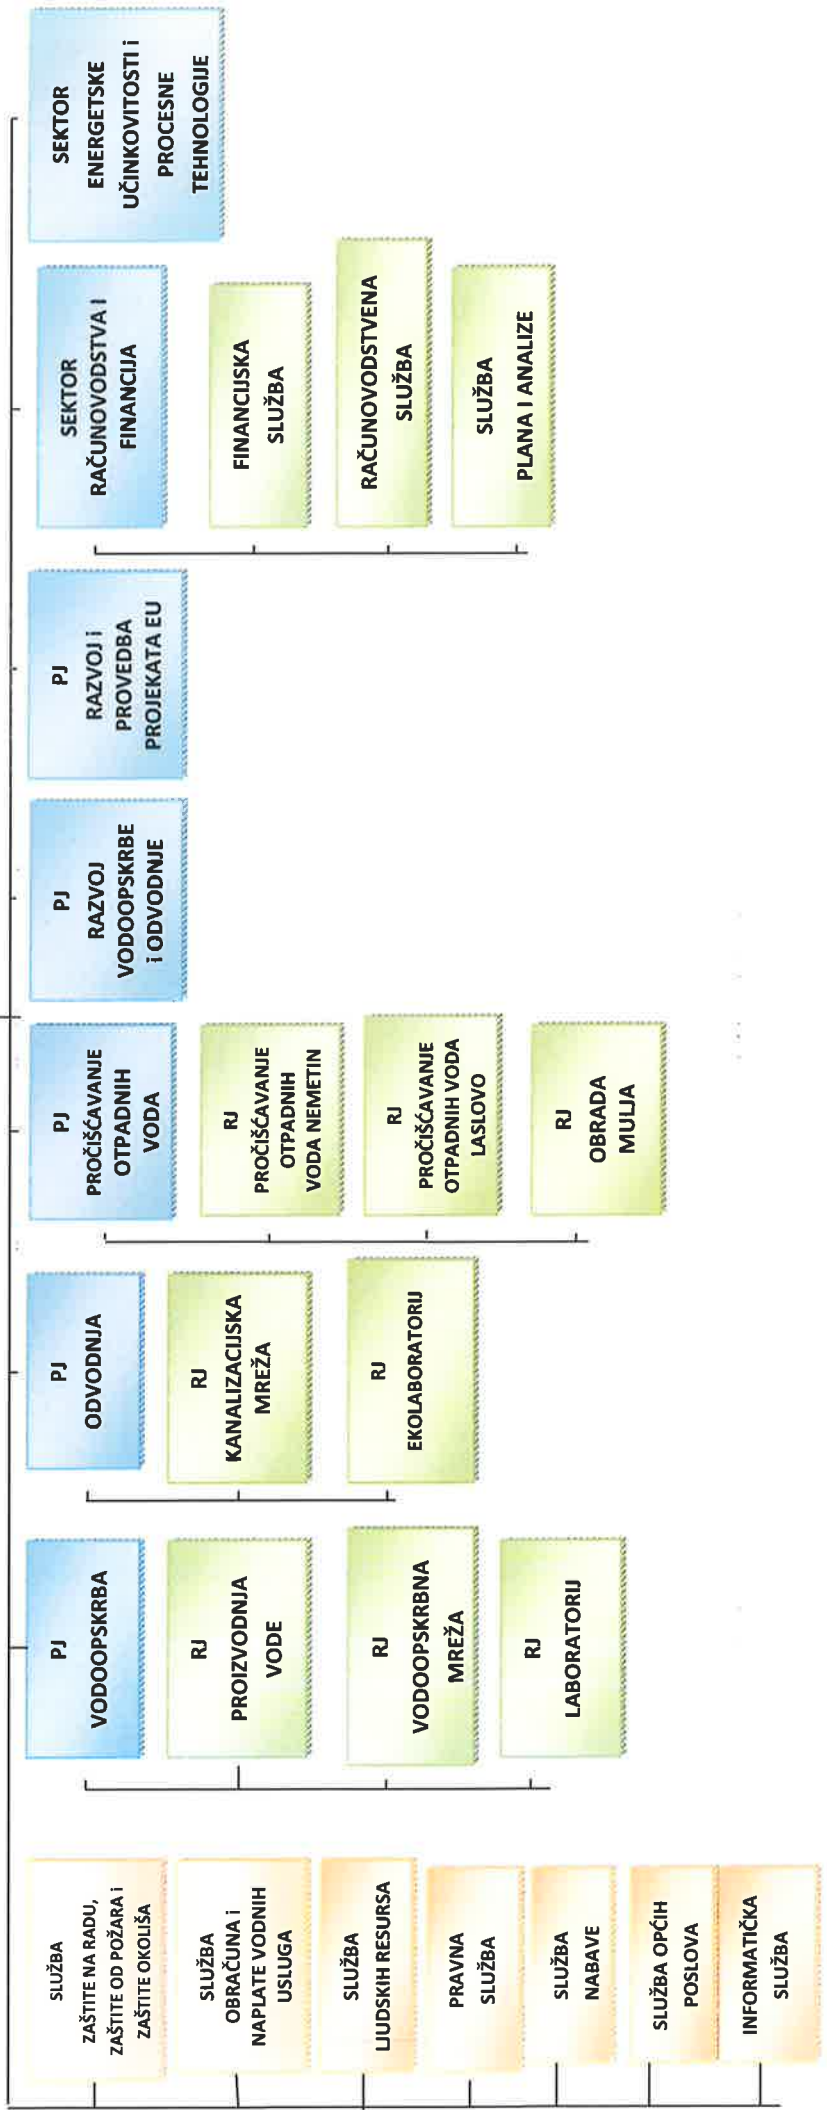 SLUŽBA
ZAŠTITE NA RADU,
ZAŠTITE OD POŽARA i
ZAŠTITE OKOLIŠA
SLUŽBA
OBRAČUNA i
NAPLATE VODNIH
USLUGA
SLUŽBA
LJUDSKIH RESURSA
PRAVNA
SLUŽBA
SLUŽBA
NABAVE
SLUŽBA OPĆIH
POSLOVA
INFORMATIČKA
SLUŽBA
PJ
VODOOPSKRBA
RJ
PROIZVODNJA
VODE
RJ
VODOOPSKRBNA
MREŽA
RJ
LABORATORIJ
PJ
ODVODNJA
RJ
KANALIZACIJSKA
MREŽA
RJ
EKOLABORATORIJ
PJ
PROČIŠĆAVANJE
OTPADNIH
VODA
RJ
PROČIŠĆAVANJE
OTPADNIH
VODA NEMETIN
RJ
PROČIŠĆAVANJE
OTPADNIH VODA
LASLOVO
RJ
OBRADA
MULJA
PJ
RAZVOJ
VODOOPSKRBE
i ODVODNJE
PJ
RAZVOJ i
PROVEDBA
PROJEKATA EU
SEKTOR
RAČUNOVODSTVA I
FINANCIJA
FINANCIJSKA
SLUŽBA
RAČUNOVODSTVENA
SLUŽBA
SLUŽBA
PLANA I ANALIZE
SEKTOR
ENERGETSKE
UČINKOVITOSTI i
PROCESNE
TEHNOLOGIJE